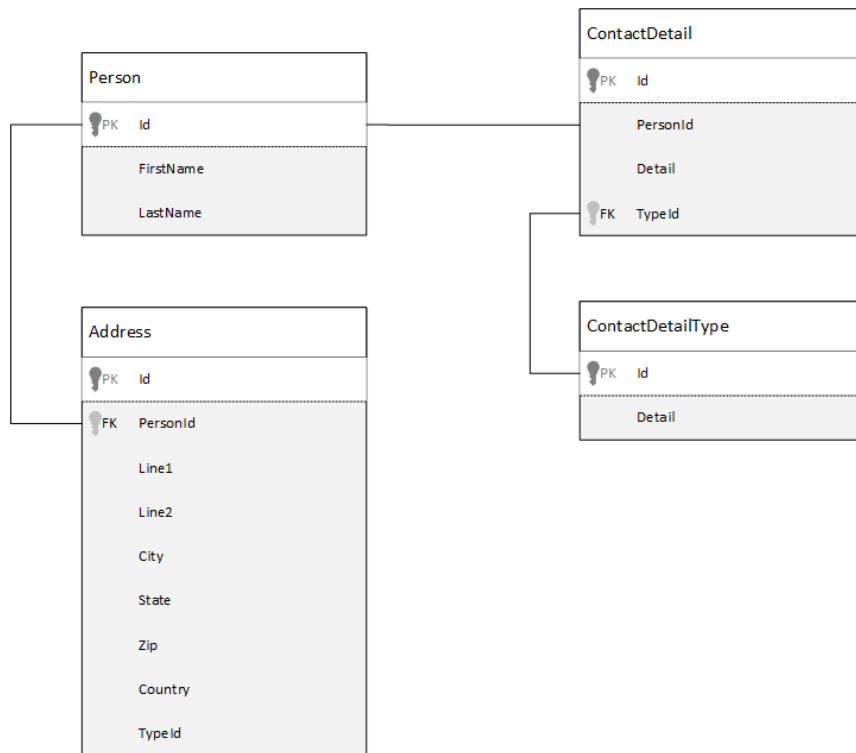 Person
PK Id
FirstName
LastName
Address
PK Id
FK PersonId
Line1
Line2
City
State
Zip
Country
TypeId
ContactDetail
PK Id
PersonId
Detail
FK TypeId
ContactDetailType
PK Id
Detail